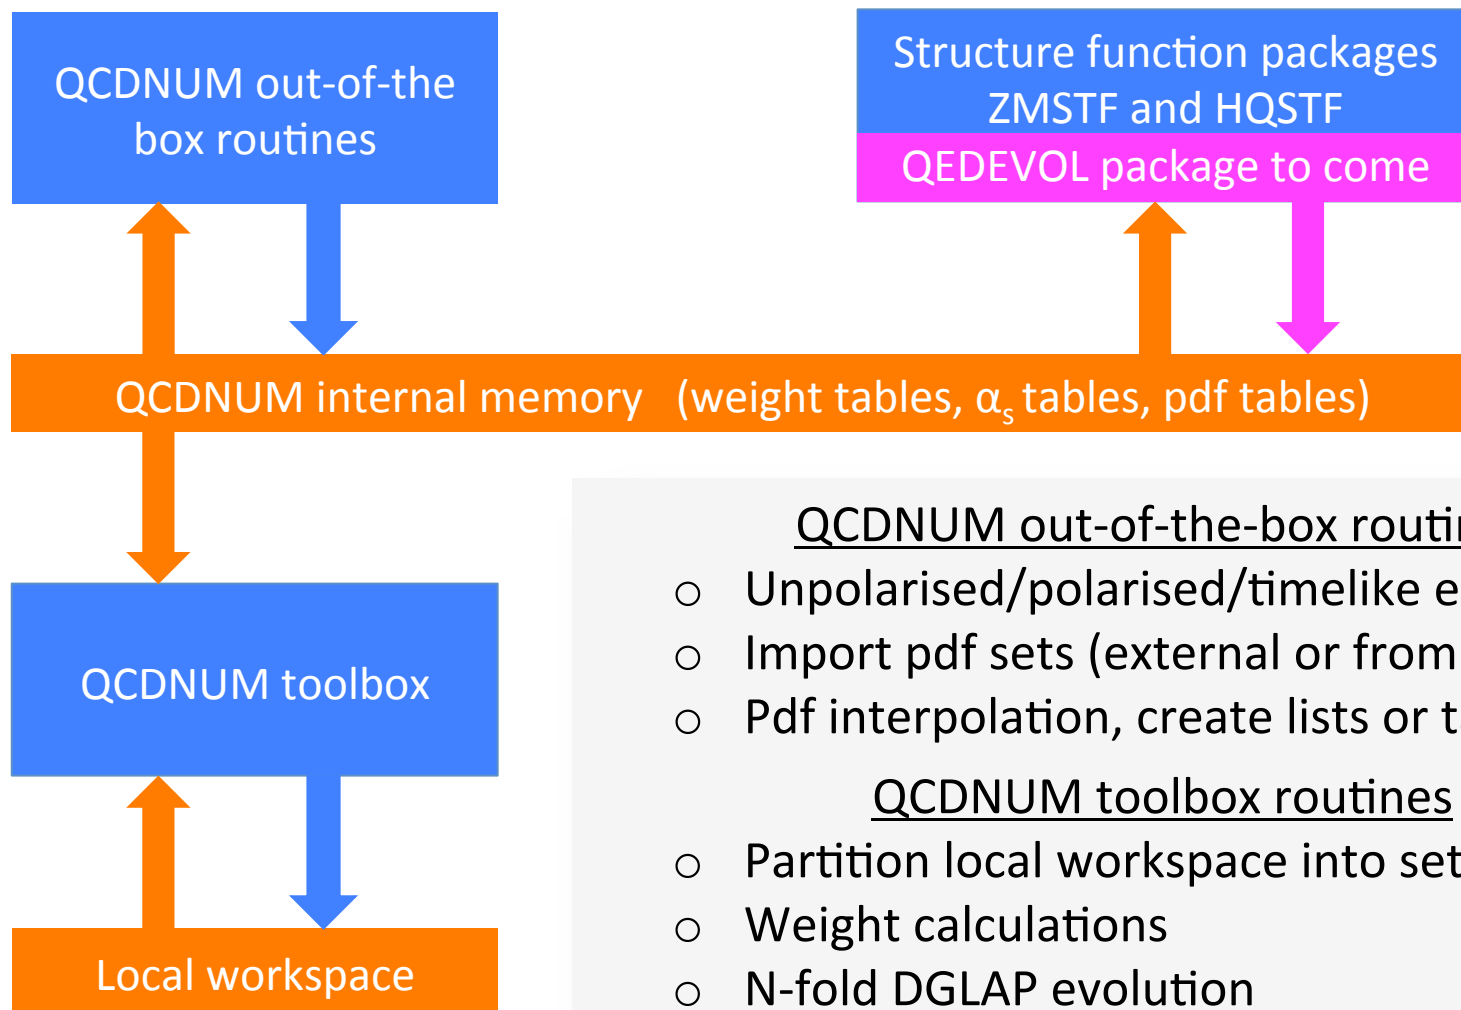 QCDNUM out-of-the
box routines
Structure function packages
ZMSTF and HQSTF
QEDEVOL package to come
QCDNUM internal memory (weight tables, αs tables, pdf tables)
QCDNUM toolbox
Local workspace
QCDNUM out-of-the-box
○ Unpolarised/polarised/timelike
○ Import pdf sets (external or from
○ Pdf interpolation, create lists or
QCDNUM toolbox routines
○ Partition local workspace into
○ Weight calculations
○ N-fold DGLAP evolution